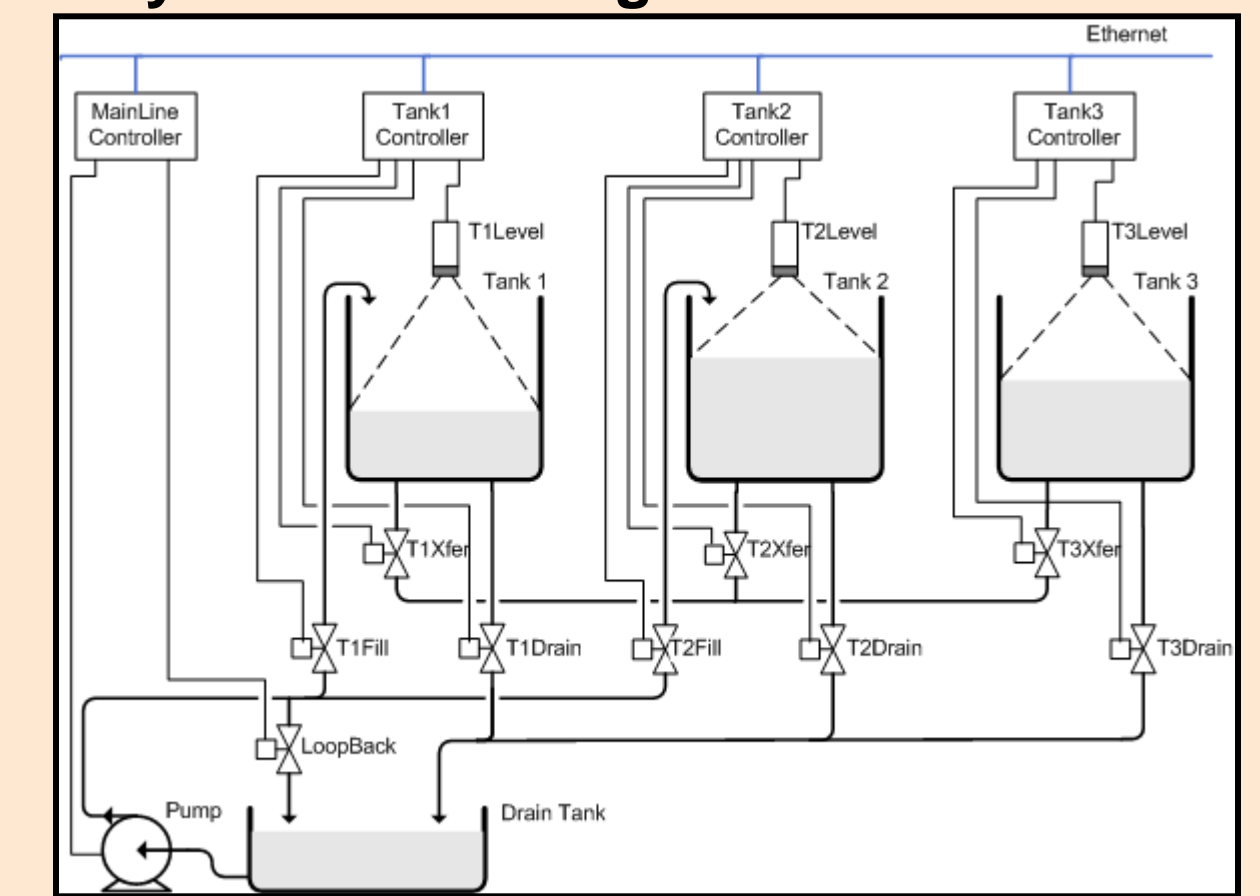 Ethernet
MainLine
Controller
Tank1
Controller
Tank2
Controller
Tank3
Controller
T1Level
T2Level
T3Level
Tank 1
Tank 2
Tank 3
T1Xfer
T2Xfer
T3Xfer
T1Fill
T1Drain
T2Fill
T2Drain
T3Drain
LoopBack
Pump
Drain Tank